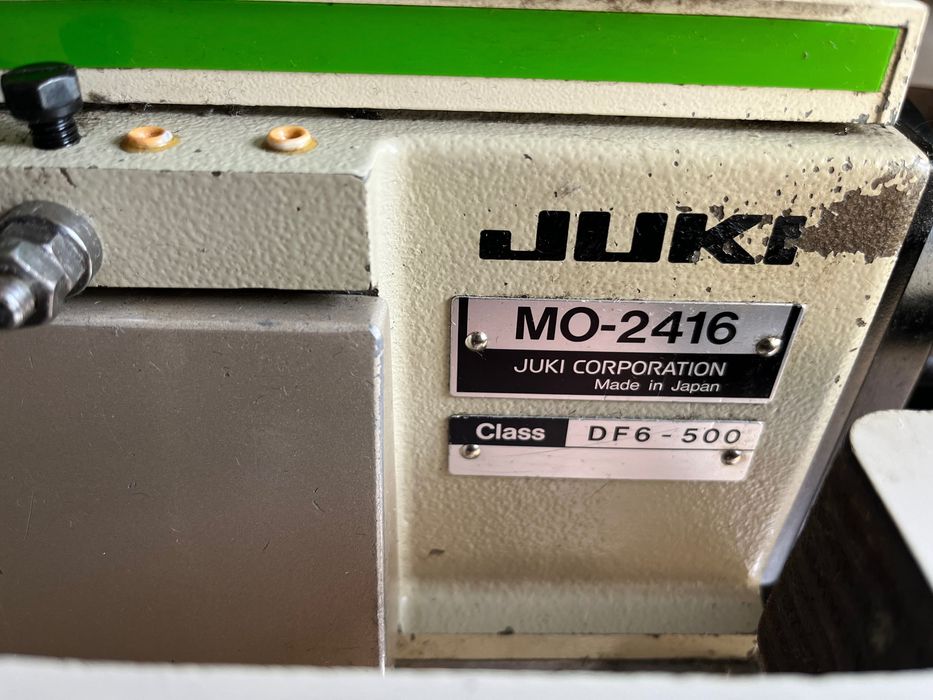 JUKI
MO-2416
JUKI CORPORATION
Made in Japan
Class DF6-500